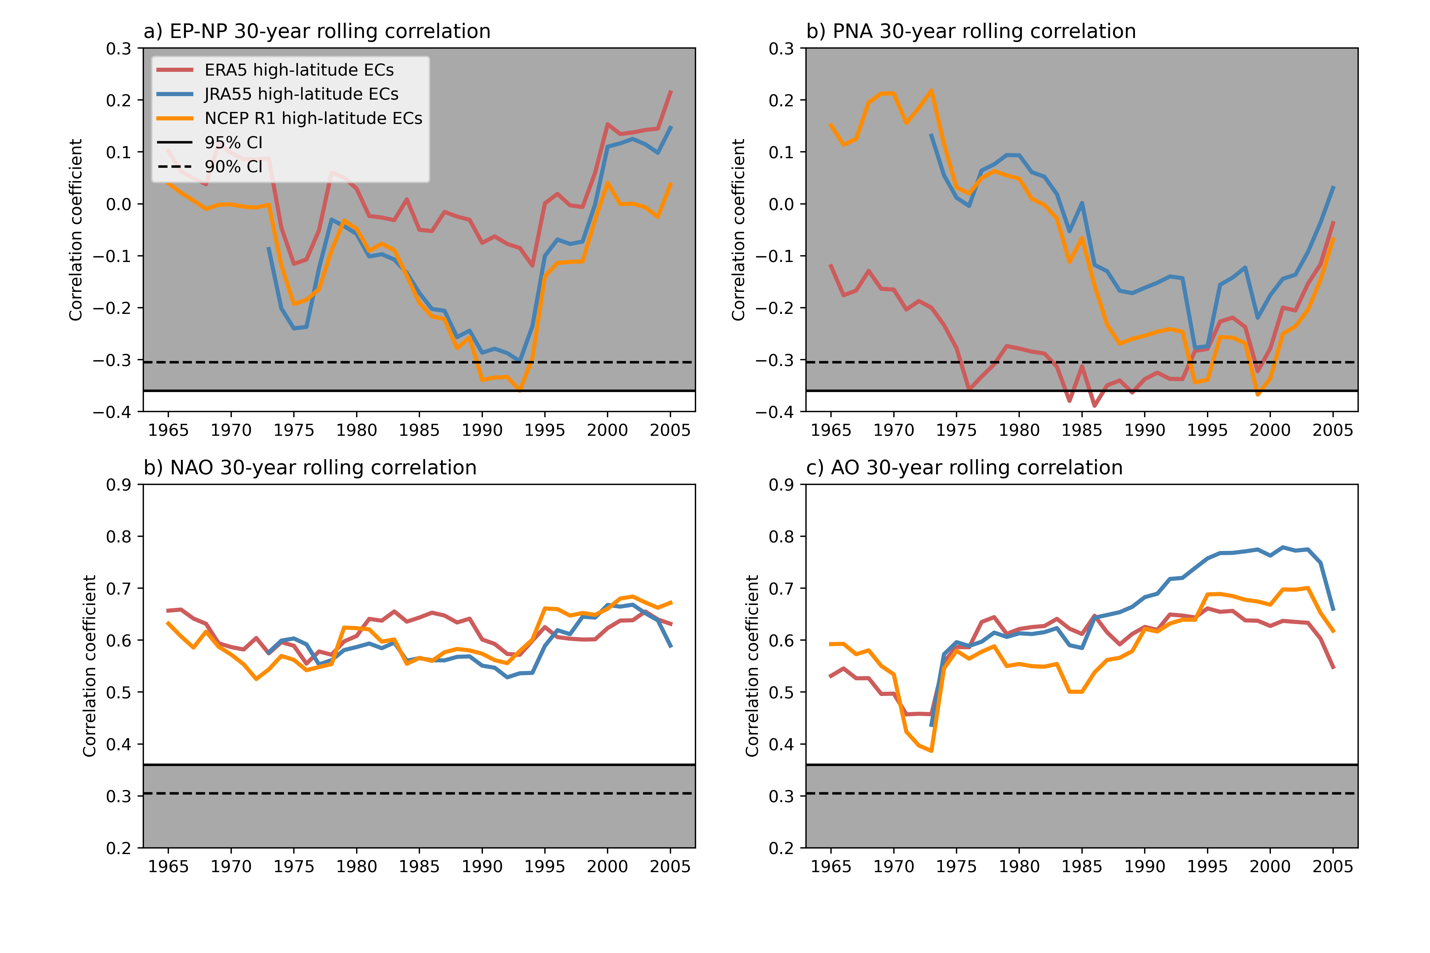 a) EP-NP 30-year rolling correlation
Correlation coefficient
0.3
0.2
0.1
0.0
−0.1
−0.2
−0.3
−0.4
ERA5 high-latitude ECs
JRA55 high-latitude ECs
NCEP R1 high-latitude ECs
95% CI
90% CI
1965 1970 1975 1980 1985 1990 1995 2000 2005
b) PNA 30-year rolling correlation
Correlation coefficient
0.3
0.2
0.1
0.0
−0.1
−0.2
−0.3
−0.4
1965 1970 1975 1980 1985 1990 1995 2000 2005
b) NAO 30-year rolling correlation
Correlation coefficient
0.9
0.8
0.7
0.6
0.5
0.4
0.3
0.2
1965 1970 1975 1980 1985 1990 1995 2000 2005
c) AO 30-year rolling correlation
Correlation coefficient
0.9
0.8
0.7
0.6
0.5
0.4
0.3
0.2
1965 1970 1975 1980 1985 1990 1995 2000 2005